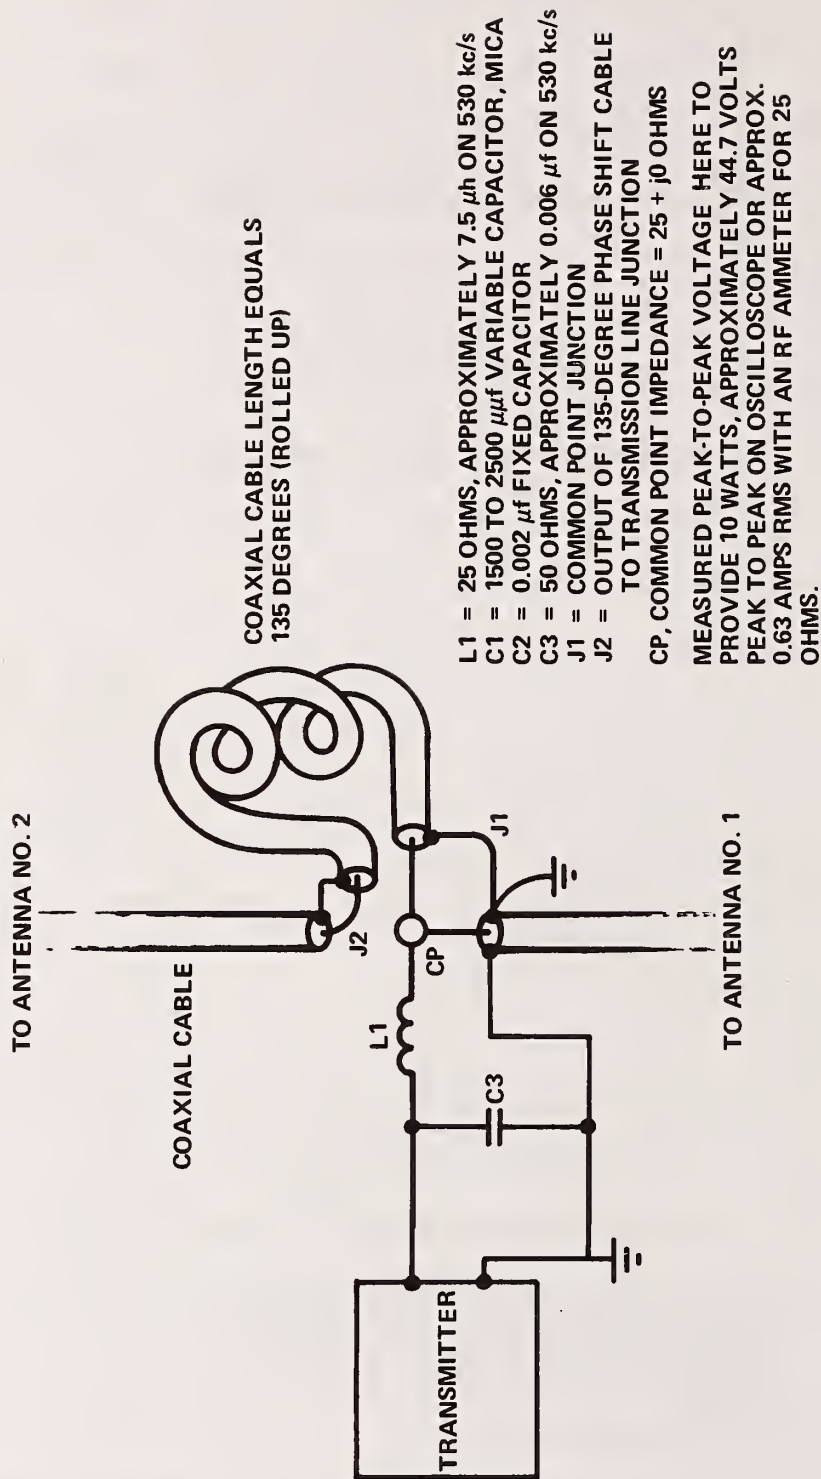 TO ANTENNA NO. 2
COAXIAL CABLE
COAXIAL CABLE LENGTH EQUALS
135 DEGREES (ROLLED UP)
J2
L1
CP
J1
C3
TRANSMITTER
TO ANTENNA NO. 1
L1 = 25 OHMS, APPROXIMATELY 7.5 μh ON 530 kc/s
C1 = 1500 TO 2500 μμf VARIABLE CAPACITOR, MICA
C2 = 0.002 μf FIXED CAPACITOR
C3 = 50 OHMS, APPROXIMATELY 0.006 μf ON 530 kc/s
J1 = COMMON POINT JUNCTION
J2 = OUTPUT OF 135-DEGREE PHASE SHIFT CABLE
TO TRANSMISSION LINE JUNCTION
CP, COMMON POINT IMPEDANCE = 25 + j0 OHMS
MEASURED PEAK-TO-PEAK VOLTAGE HERE TO
PROVIDE 10 WATTS, APPROXIMATELY 44.7 VOLTS
PEAK TO PEAK ON OSCILLOSCOPE OR APPROX.
0.63 AMPS RMS WITH AN RF AMMETER FOR 25
OHMS.